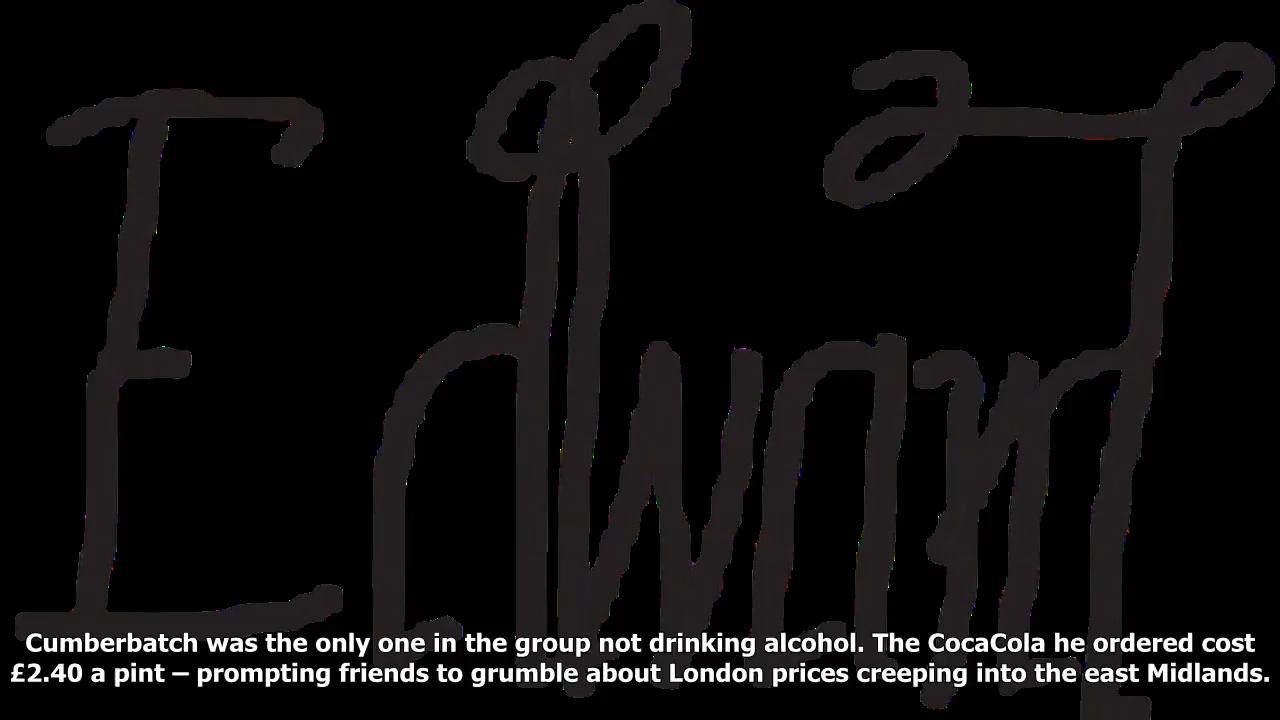 Edward
Cumberbatch was the only one in the group not drinking alcohol. The CocaCola he ordered cost
£2.40 a pint – prompting friends to grumble about London prices creeping into the east Midlands.